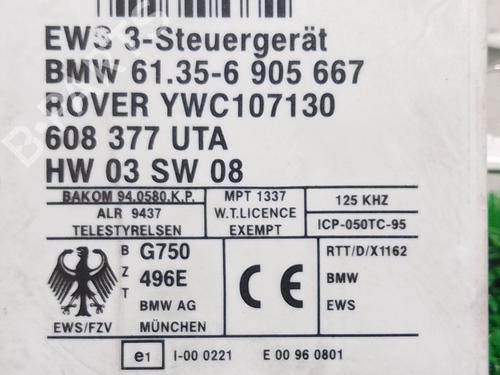 EWS 3-Steuergerät
BMW 61.35-6 905 667
ROVER YWC107130
608 377 UTA
HW 03 SW 08
BAKOM 94.0580.K.P.
ALR 9437
TELESTYRELSEN
MPT 1337
W.T.LICENCE
EXEMPT
125 KHZ
ICP-050TC-95
EWS/FZV
B
Z
T
G750
496E
BMW AG
MÜNCHEN
CE
RTT/D/X1162
BMW
EWS
e1 I-00 0221 E 00 96 0801